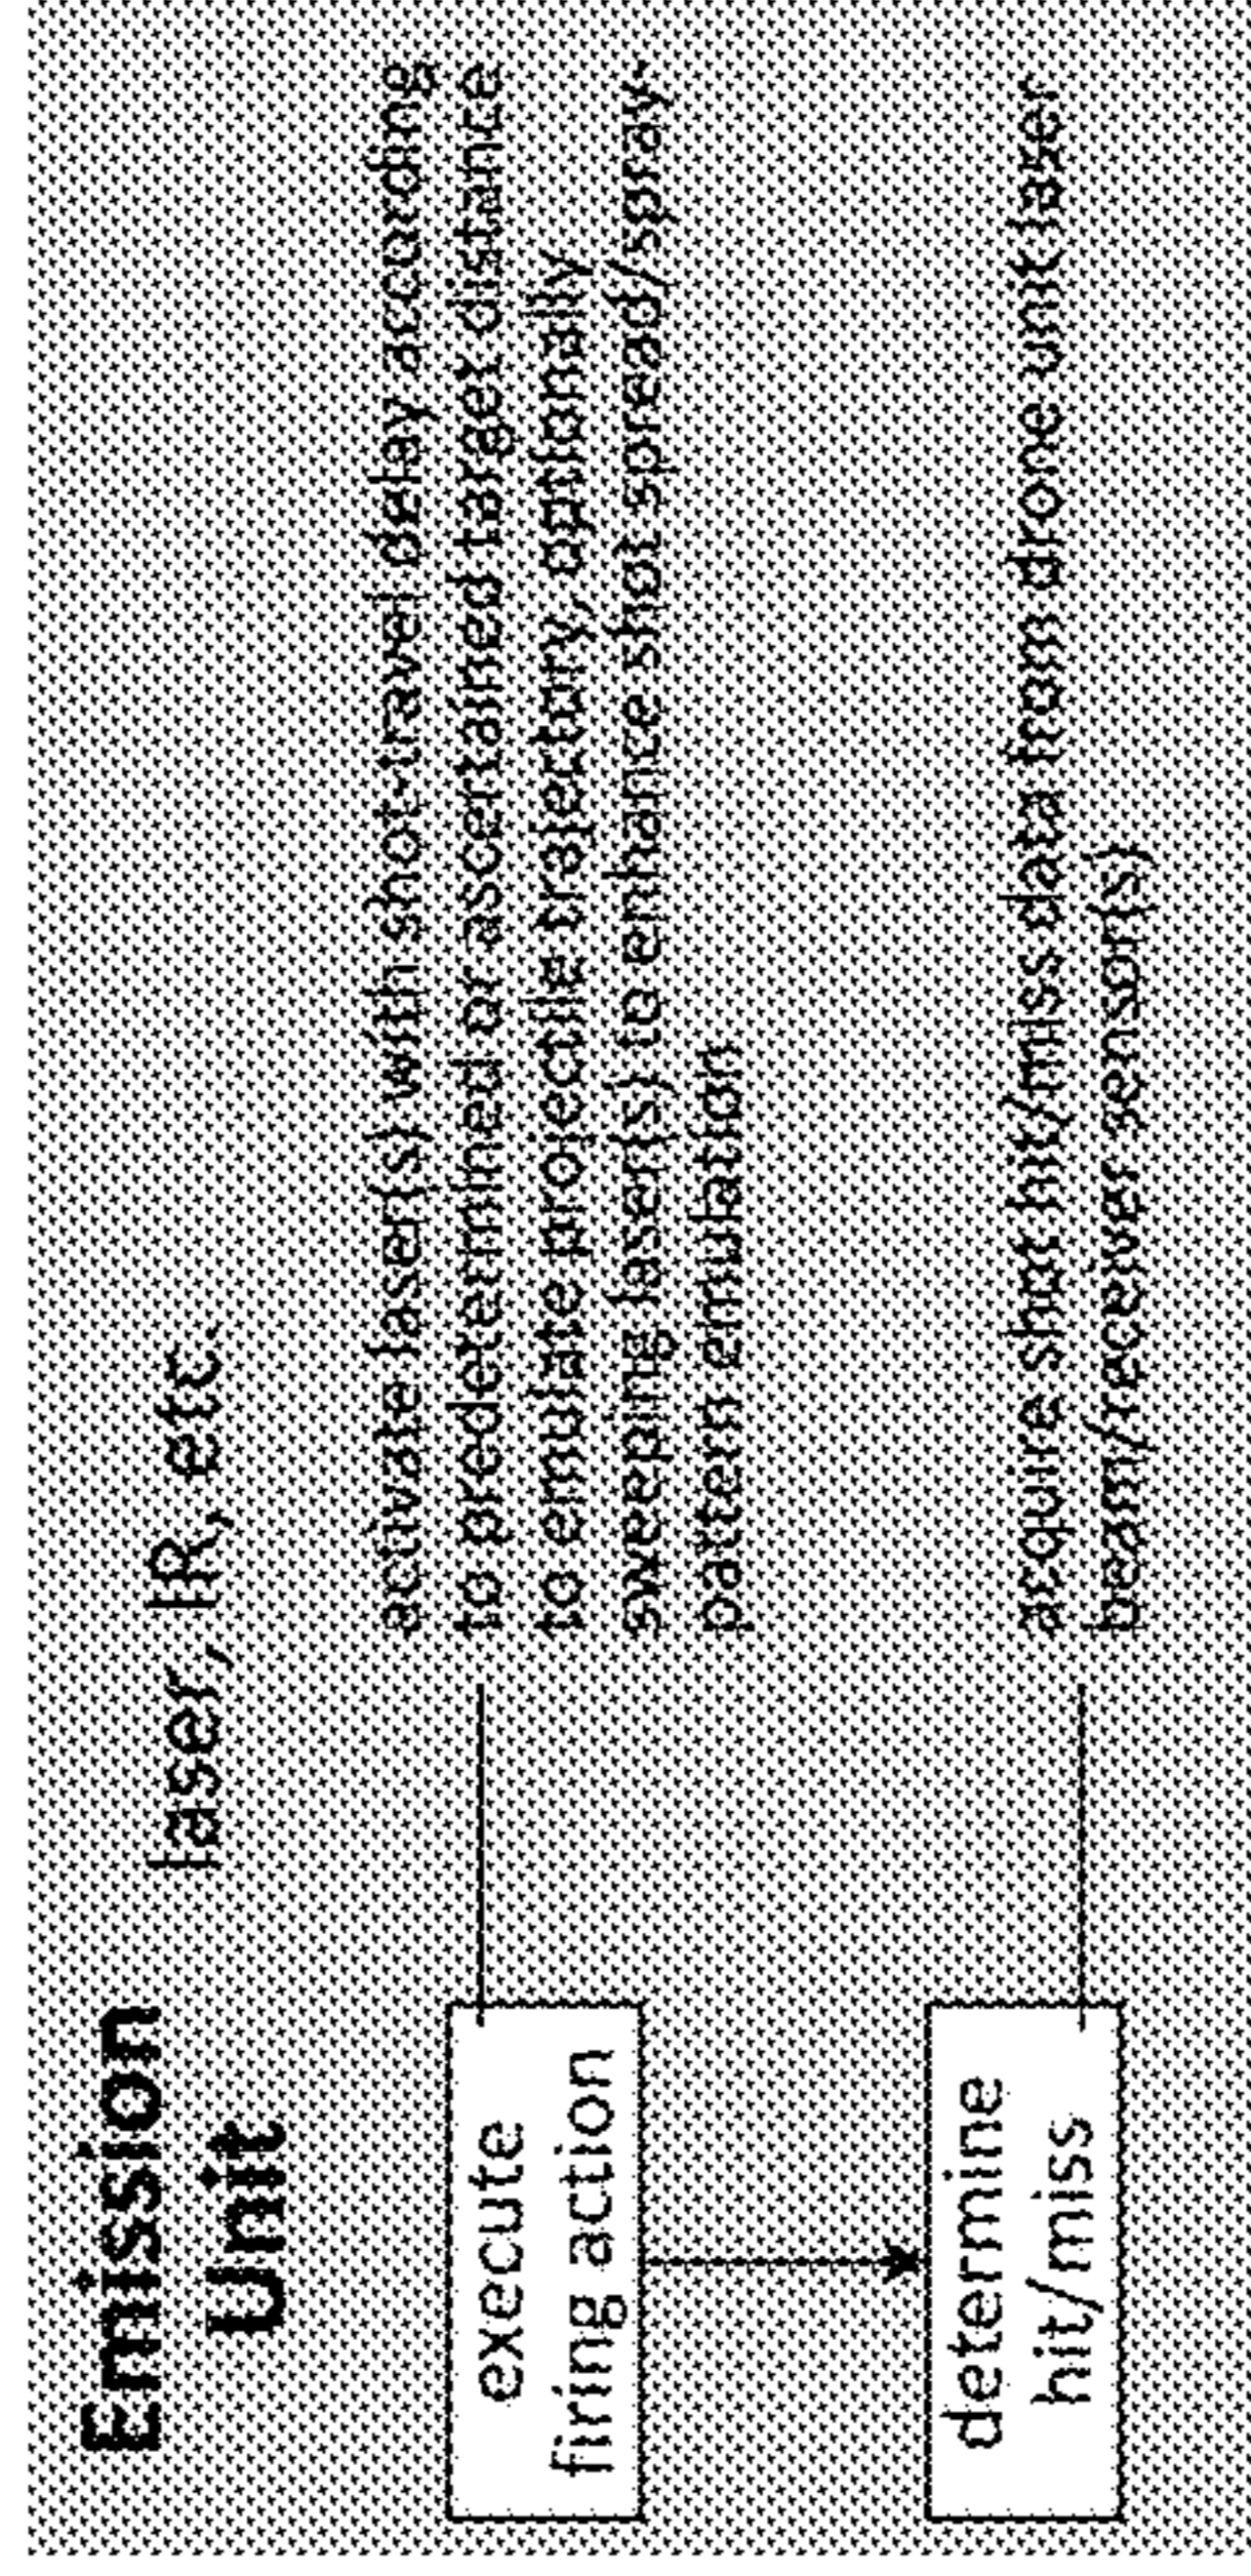 Emission
Unit
laser, IR, etc.
execute
firing action
activate laser(s) with shot-travel delay according
to predetermined or ascertained target distance
to emulate projectile trajectory, optionally
sweeping laser(s) to enhance shot spread/spray-
pattern emulation
determine
hit/miss
acquire shot hit/miss data from drone unit laser
beam/receiver sensor(s)